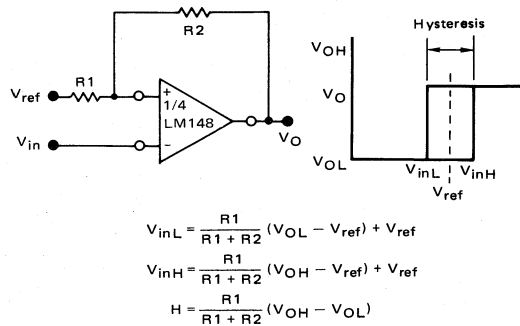 R2
Hysteresis
VOH
Vref
R1
+
1/4
LM148
VO
VO
Vin
-
VOL
VinL
VinH
Vref
VinL = R1 / (R1 + R2) (VOL - Vref) + Vref
VinH = R1 / (R1 + R2) (VOH - Vref) + Vref
H = R1 / (R1 + R2) (VOH - VOL)